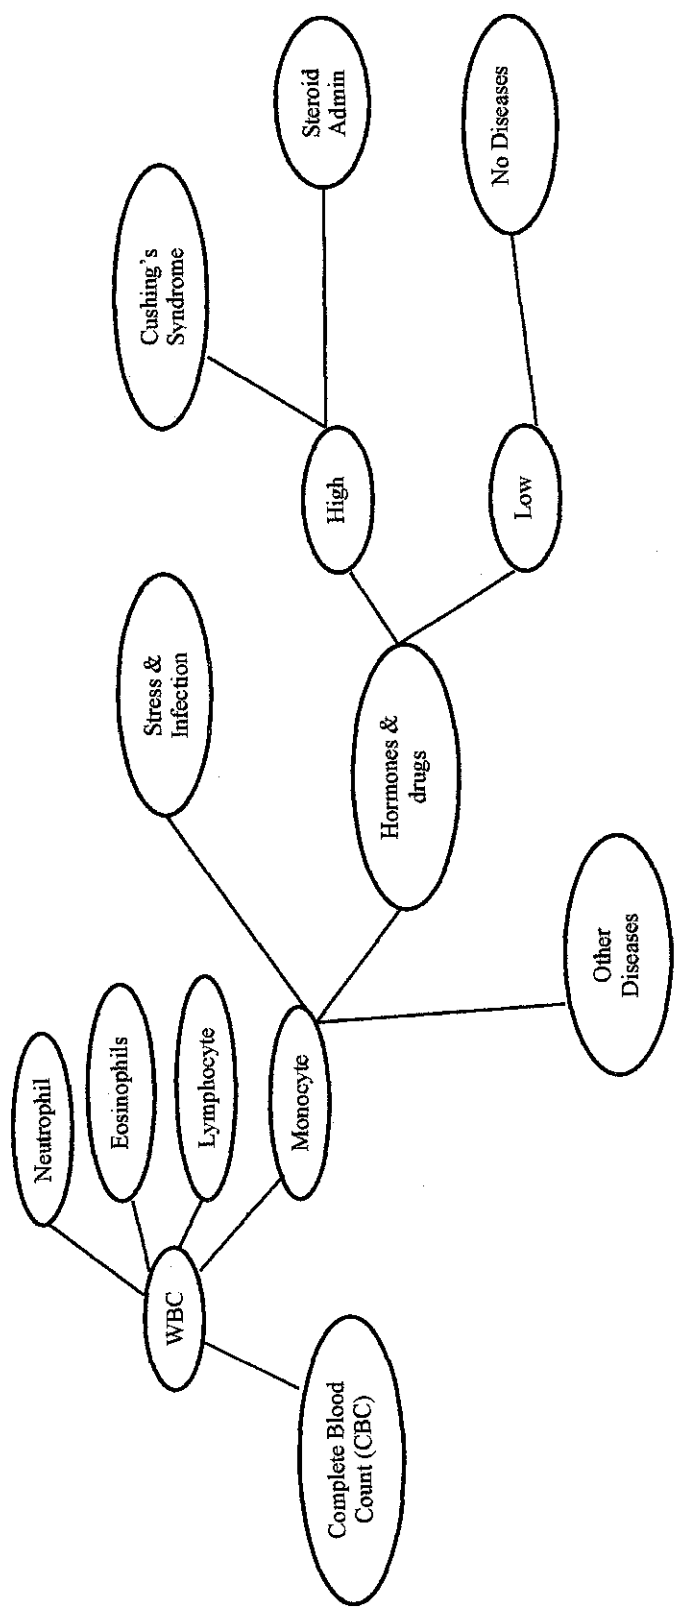 Complete Blood
Count (CBC)
WBC
Neutrophil
Eosinophils
Lymphocyte
Monocyte
Stress &
Infection
Hormones &
drugs
Other
Diseases
High
Low
Cushing's
Syndrome
Steroid
Admin
No Diseases